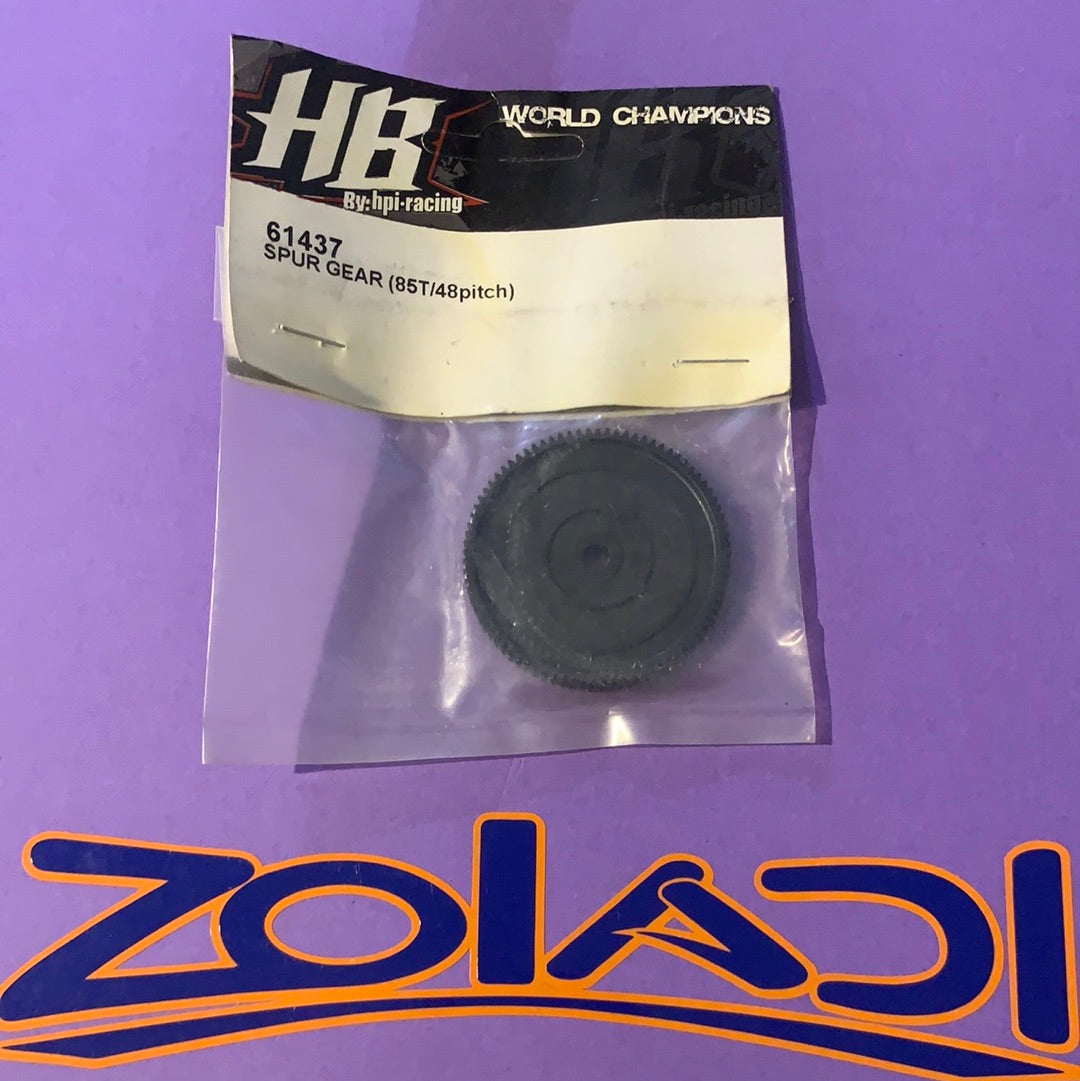 HB
WORLD CHAMPIONS
By:hpi-racing
61437
SPUR GEAR (85T/48pitch)
ZOIADI